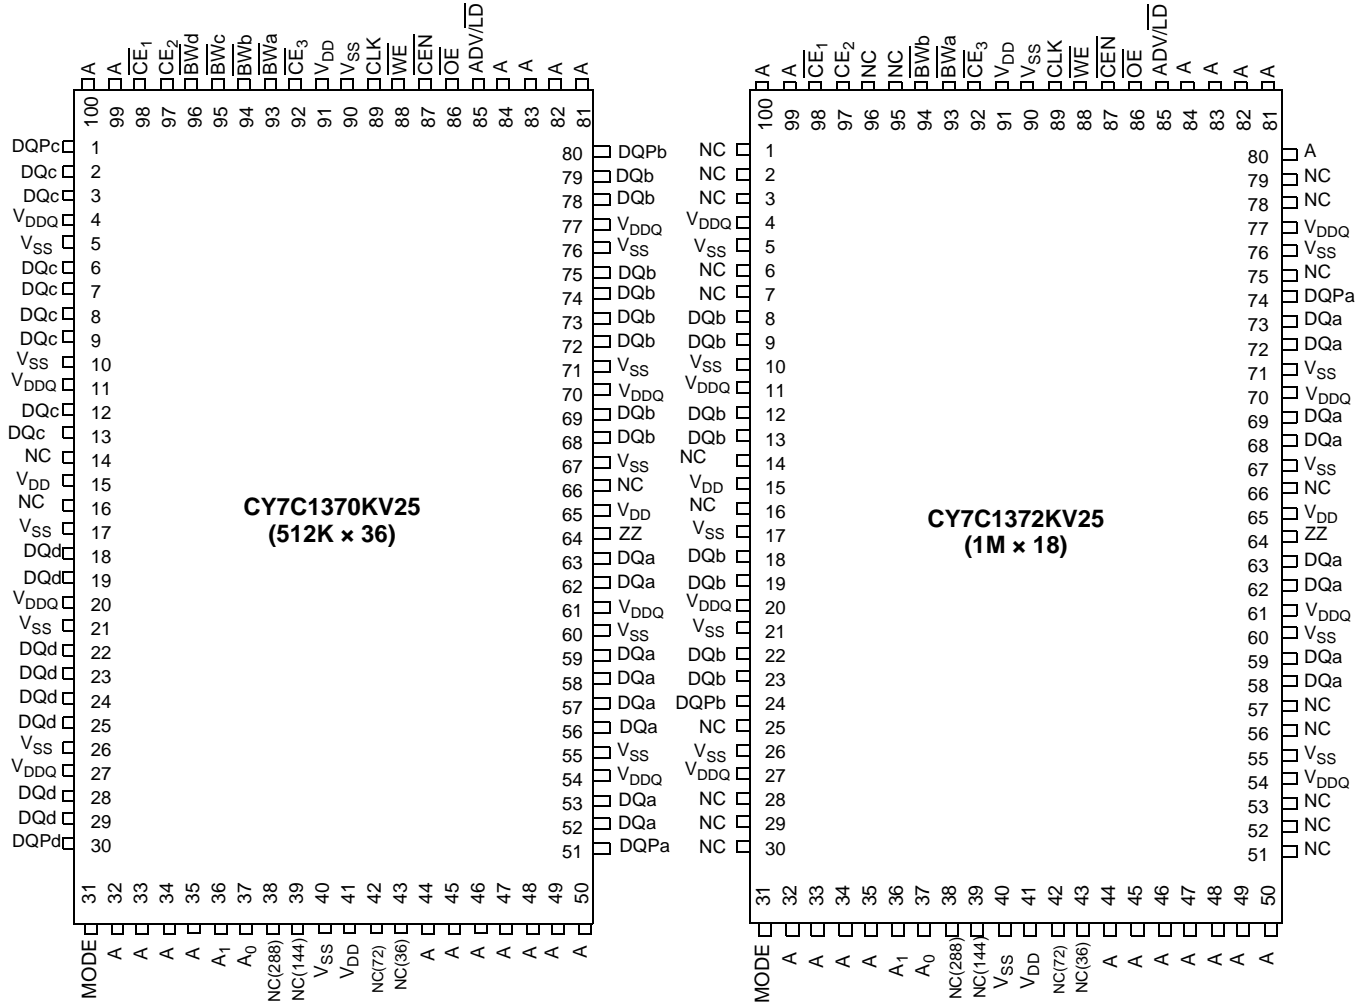 A A CE1 CE2 BWd BWc BWb BWa CE3 VDD VSS CLK WE CEN OE ADV/LD A A A A
100 99 98 97 96 95 94 93 92 91 90 89 88 87 86 85 84 83 82 81
DQPc 1 80 DQPb
DQc 2 79 DQb
DQc 3 78 DQb
VDDQ 4 77 VDDQ
VSS 5 76 VSS
DQc 6 75 DQb
DQc 7 74 DQb
DQc 8 73 DQb
DQc 9 72 DQb
VSS 10 71 VSS
VDDQ 11 70 VDDQ
DQc 12 69 DQb
DQc 13 68 DQb
NC 14 67 VSS
VDD 15 66 NC
NC 16 65 VDD
VSS 17 64 ZZ
DQd 18 63 DQa
DQd 19 62 DQa
VDDQ 20 61 VDDQ
VSS 21 60 VSS
DQd 22 59 DQa
DQd 23 58 DQa
DQd 24 57 DQa
DQd 25 56 DQa
VSS 26 55 VSS
VDDQ 27 54 VDDQ
DQd 28 53 DQa
DQd 29 52 DQa
DQPd 30 51 DQPa
CY7C1370KV25
(512K × 36)
31 32 33 34 35 36 37 38 39 40 41 42 43 44 45 46 47 48 49 50
MODE A A A A A1 A0 NC(288) NC(144) VSS VDD NC(72) NC(36) A A A A A A A
A A CE1 CE2 NC NC BWb BWa CE3 VDD VSS CLK WE CEN OE ADV/LD A A A A
100 99 98 97 96 95 94 93 92 91 90 89 88 87 86 85 84 83 82 81
NC 1 80 A
NC 2 79 NC
NC 3 78 NC
VDDQ 4 77 VDDQ
VSS 5 76 VSS
NC 6 75 NC
NC 7 74 DQPa
DQb 8 73 DQa
DQb 9 72 DQa
VSS 10 71 VSS
VDDQ 11 70 VDDQ
DQb 12 69 DQa
DQb 13 68 DQa
NC 14 67 VSS
VDD 15 66 NC
NC 16 65 VDD
VSS 17 64 ZZ
DQb 18 63 DQa
DQb 19 62 DQa
VDDQ 20 61 VDDQ
VSS 21 60 VSS
DQb 22 59 DQa
DQb 23 58 DQa
DQPb 24 57 NC
NC 25 56 NC
VSS 26 55 VSS
VDDQ 27 54 VDDQ
NC 28 53 NC
NC 29 52 NC
NC 30 51 NC
CY7C1372KV25
(1M × 18)
31 32 33 34 35 36 37 38 39 40 41 42 43 44 45 46 47 48 49 50
MODE A A A A A1 A0 NC(288) NC(144) VSS VDD NC(72) NC(36) A A A A A A A